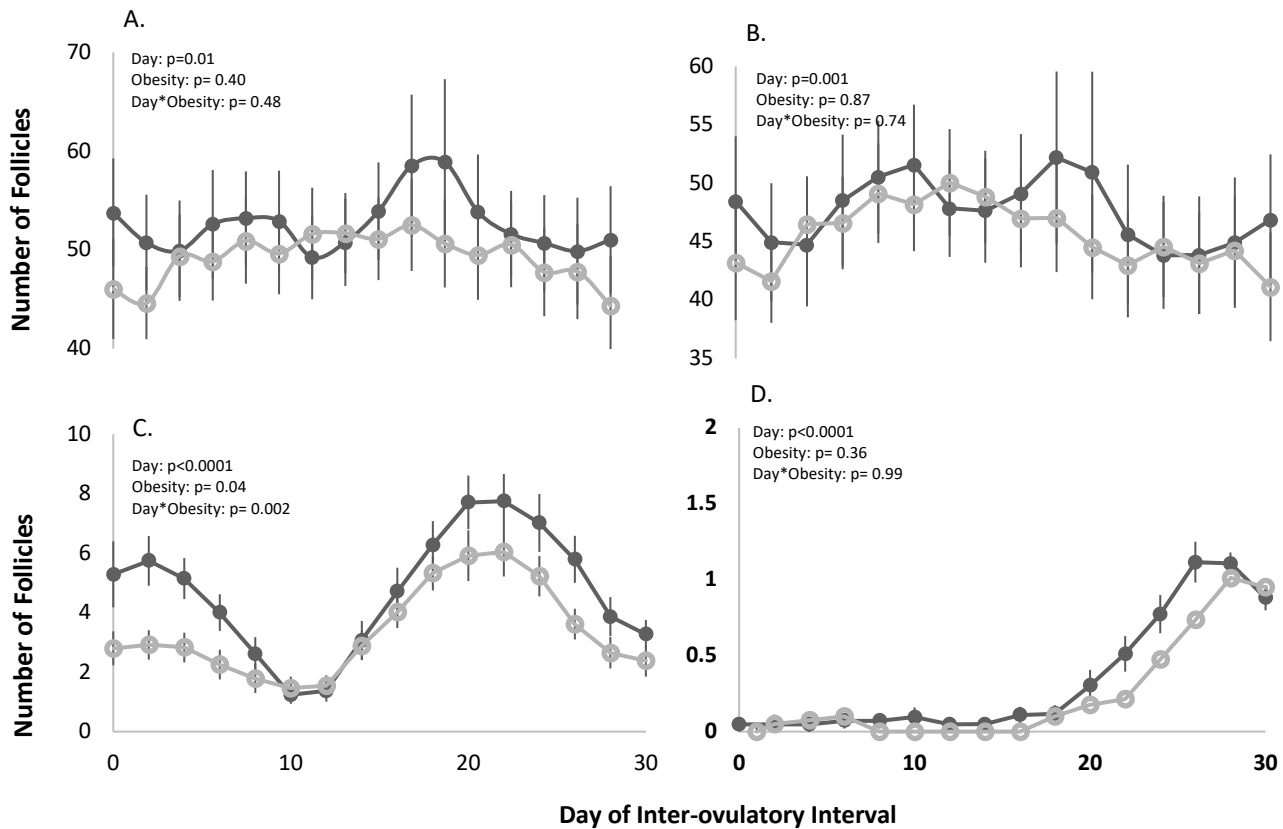 A.
Day: p=0.01
Obesity: p= 0.40
Day*Obesity: p= 0.48
70
60
50
40
Number of Follicles
B.
Day: p=0.001
Obesity: p= 0.87
Day*Obesity: p= 0.74
60
55
50
45
40
35
C.
Day: p<0.0001
Obesity: p= 0.04
Day*Obesity: p= 0.002
10
8
6
4
2
0
Number of Follicles
0 10 20 30
D.
Day: p<0.0001
Obesity: p= 0.36
Day*Obesity: p= 0.99
2
1.5
1
0.5
0
0 10 20 30
Day of Inter-ovulatory Interval